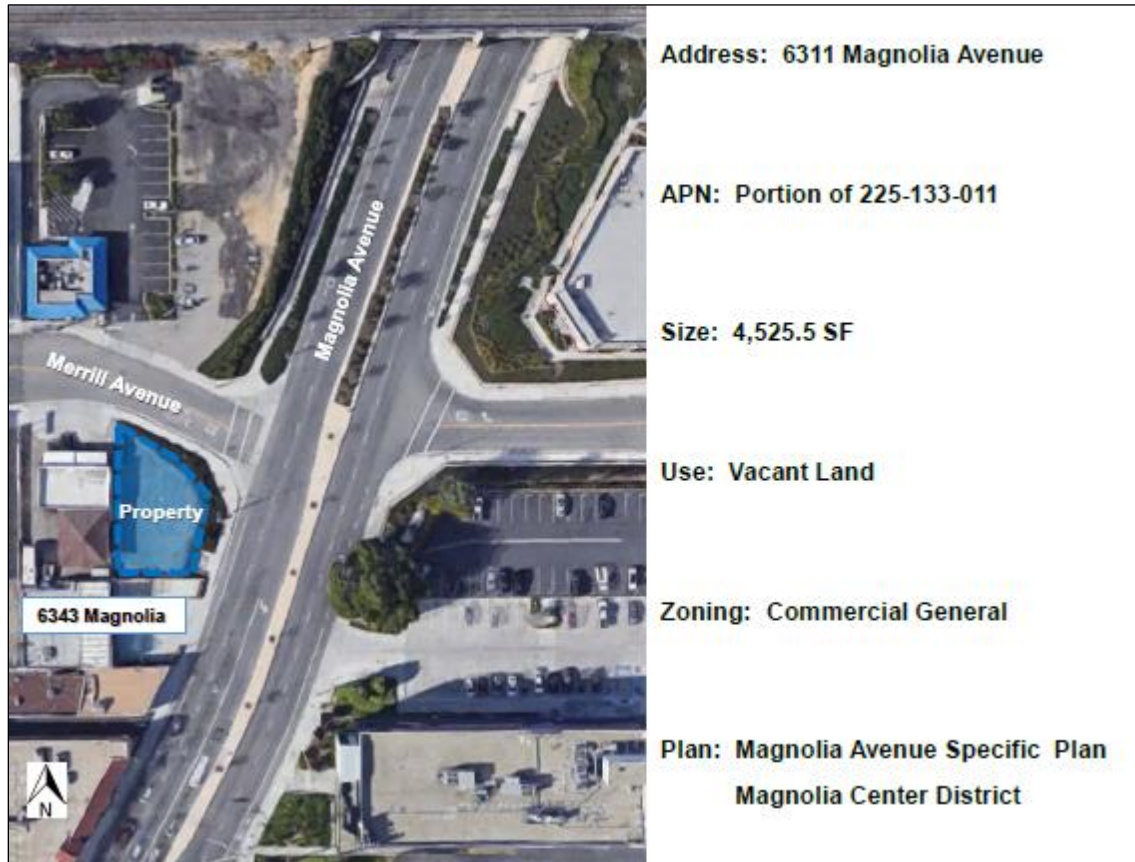 Magnolia Avenue
Merrill Avenue
Property
6343 Magnolia
N
Address: 6311 Magnolia Avenue
APN: Portion of 225-133-011
Size: 4,525.5 SF
Use: Vacant Land
Zoning: Commercial General
Plan: Magnolia Avenue Specific Plan
Magnolia Center District